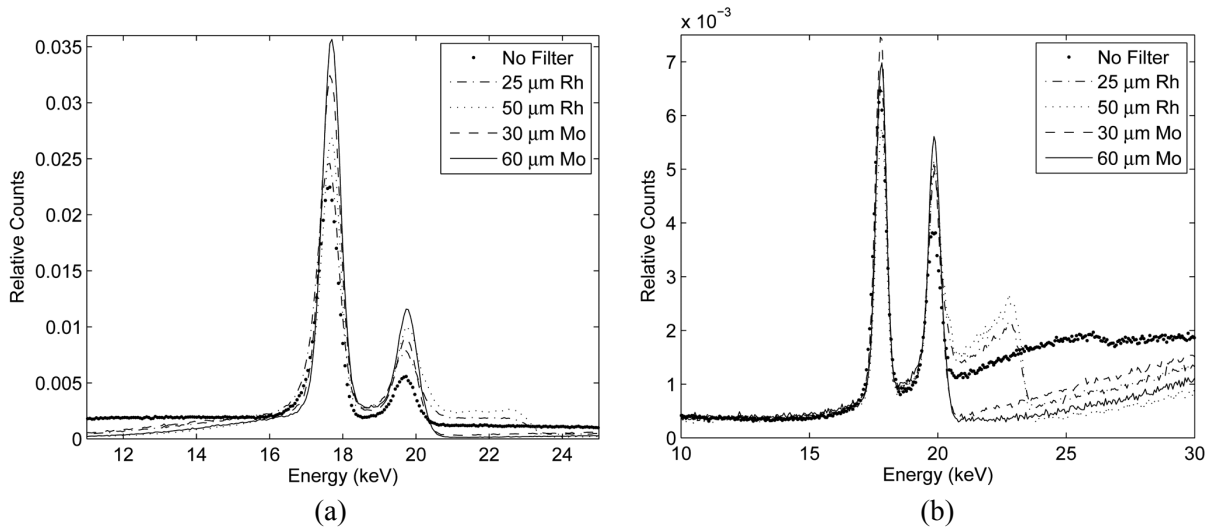 0.035
0.03
0.025
0.02
0.015
0.01
0.005
0
Relative Counts
12 14 16 18 20 22 24
Energy (keV)
No Filter
25 μm Rh
50 μm Rh
30 μm Mo
60 μm Mo
(a)
x 10⁻³
7
6
5
4
3
2
1
0
Relative Counts
10 15 20 25 30
Energy (keV)
No Filter
25 μm Rh
50 μm Rh
30 μm Mo
60 μm Mo
(b)